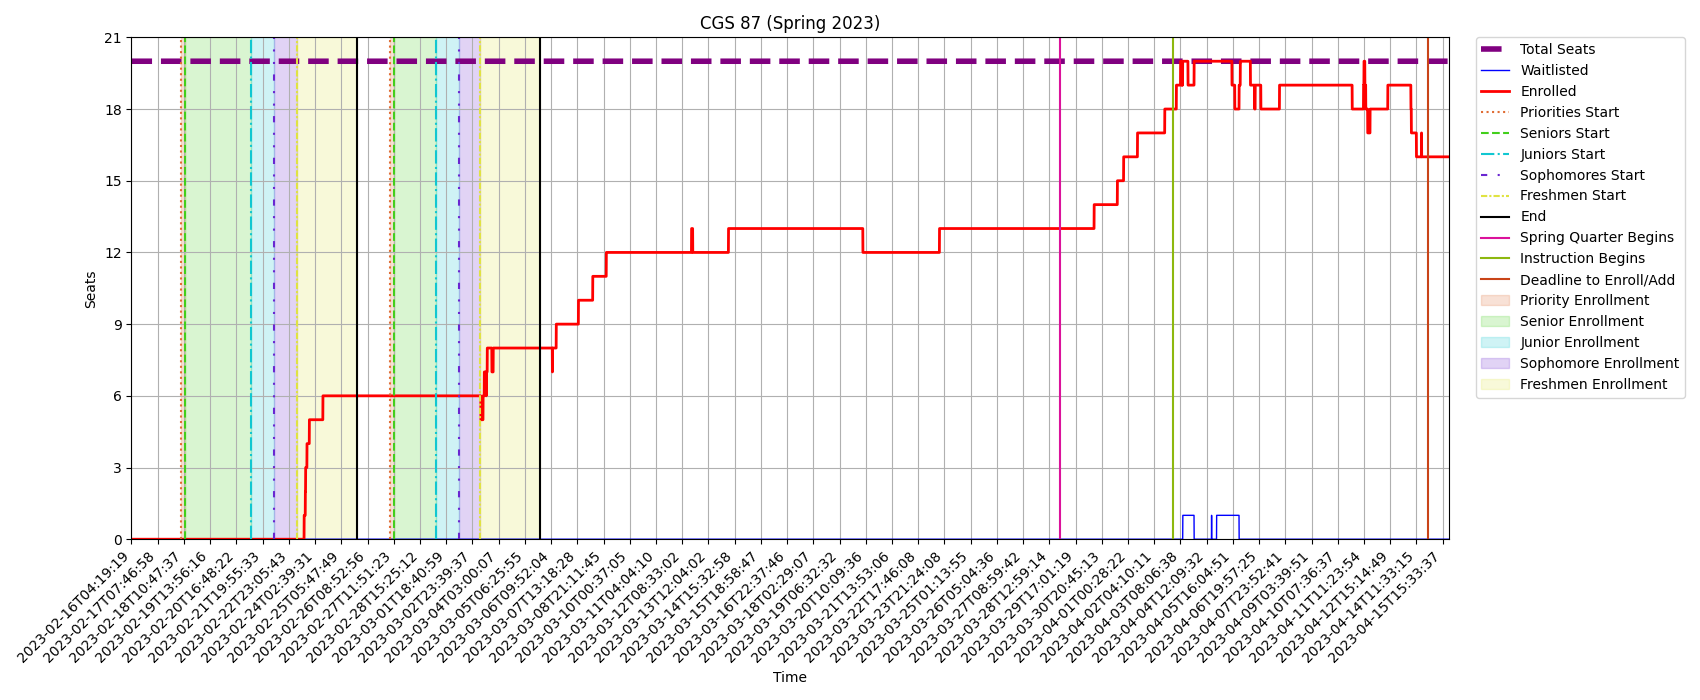 CGS 87 (Spring 2023)
21
18
15
12
9
6
3
0
Seats
2023-02-16T04:19:19
2023-02-17T07:46:58
2023-02-18T10:47:37
2023-02-19T13:56:16
2023-02-20T16:48:22
2023-02-21T19:55:33
2023-02-22T23:05:43
2023-02-24T02:39:31
2023-02-25T05:47:49
2023-02-26T08:52:56
2023-02-27T11:51:23
2023-02-28T15:25:12
2023-03-01T18:40:59
2023-03-02T23:39:37
2023-03-04T03:00:07
2023-03-05T06:25:55
2023-03-06T09:52:04
2023-03-07T13:18:28
2023-03-08T21:11:45
2023-03-10T00:37:05
2023-03-11T04:04:10
2023-03-12T08:33:02
2023-03-13T12:04:02
2023-03-14T15:32:58
2023-03-15T18:58:47
2023-03-16T22:37:46
2023-03-18T02:29:07
2023-03-19T06:32:32
2023-03-20T10:09:36
2023-03-21T13:53:06
2023-03-22T17:46:08
2023-03-23T21:24:08
2023-03-25T01:13:55
2023-03-26T05:04:36
2023-03-27T08:59:42
2023-03-28T12:59:14
2023-03-29T17:01:19
2023-03-30T20:45:13
2023-04-01T00:28:22
2023-04-02T04:10:11
2023-04-03T08:06:38
2023-04-04T12:09:32
2023-04-05T16:04:51
2023-04-06T19:57:25
2023-04-07T23:52:41
2023-04-09T03:39:51
2023-04-10T07:36:37
2023-04-11T11:23:54
2023-04-12T15:14:49
2023-04-14T11:33:15
2023-04-15T15:33:37
Time
Total Seats
Waitlisted
Enrolled
Priorities Start
Seniors Start
Juniors Start
Sophomores Start
Freshmen Start
End
Spring Quarter Begins
Instruction Begins
Deadline to Enroll/Add
Priority Enrollment
Senior Enrollment
Junior Enrollment
Sophomore Enrollment
Freshmen Enrollment